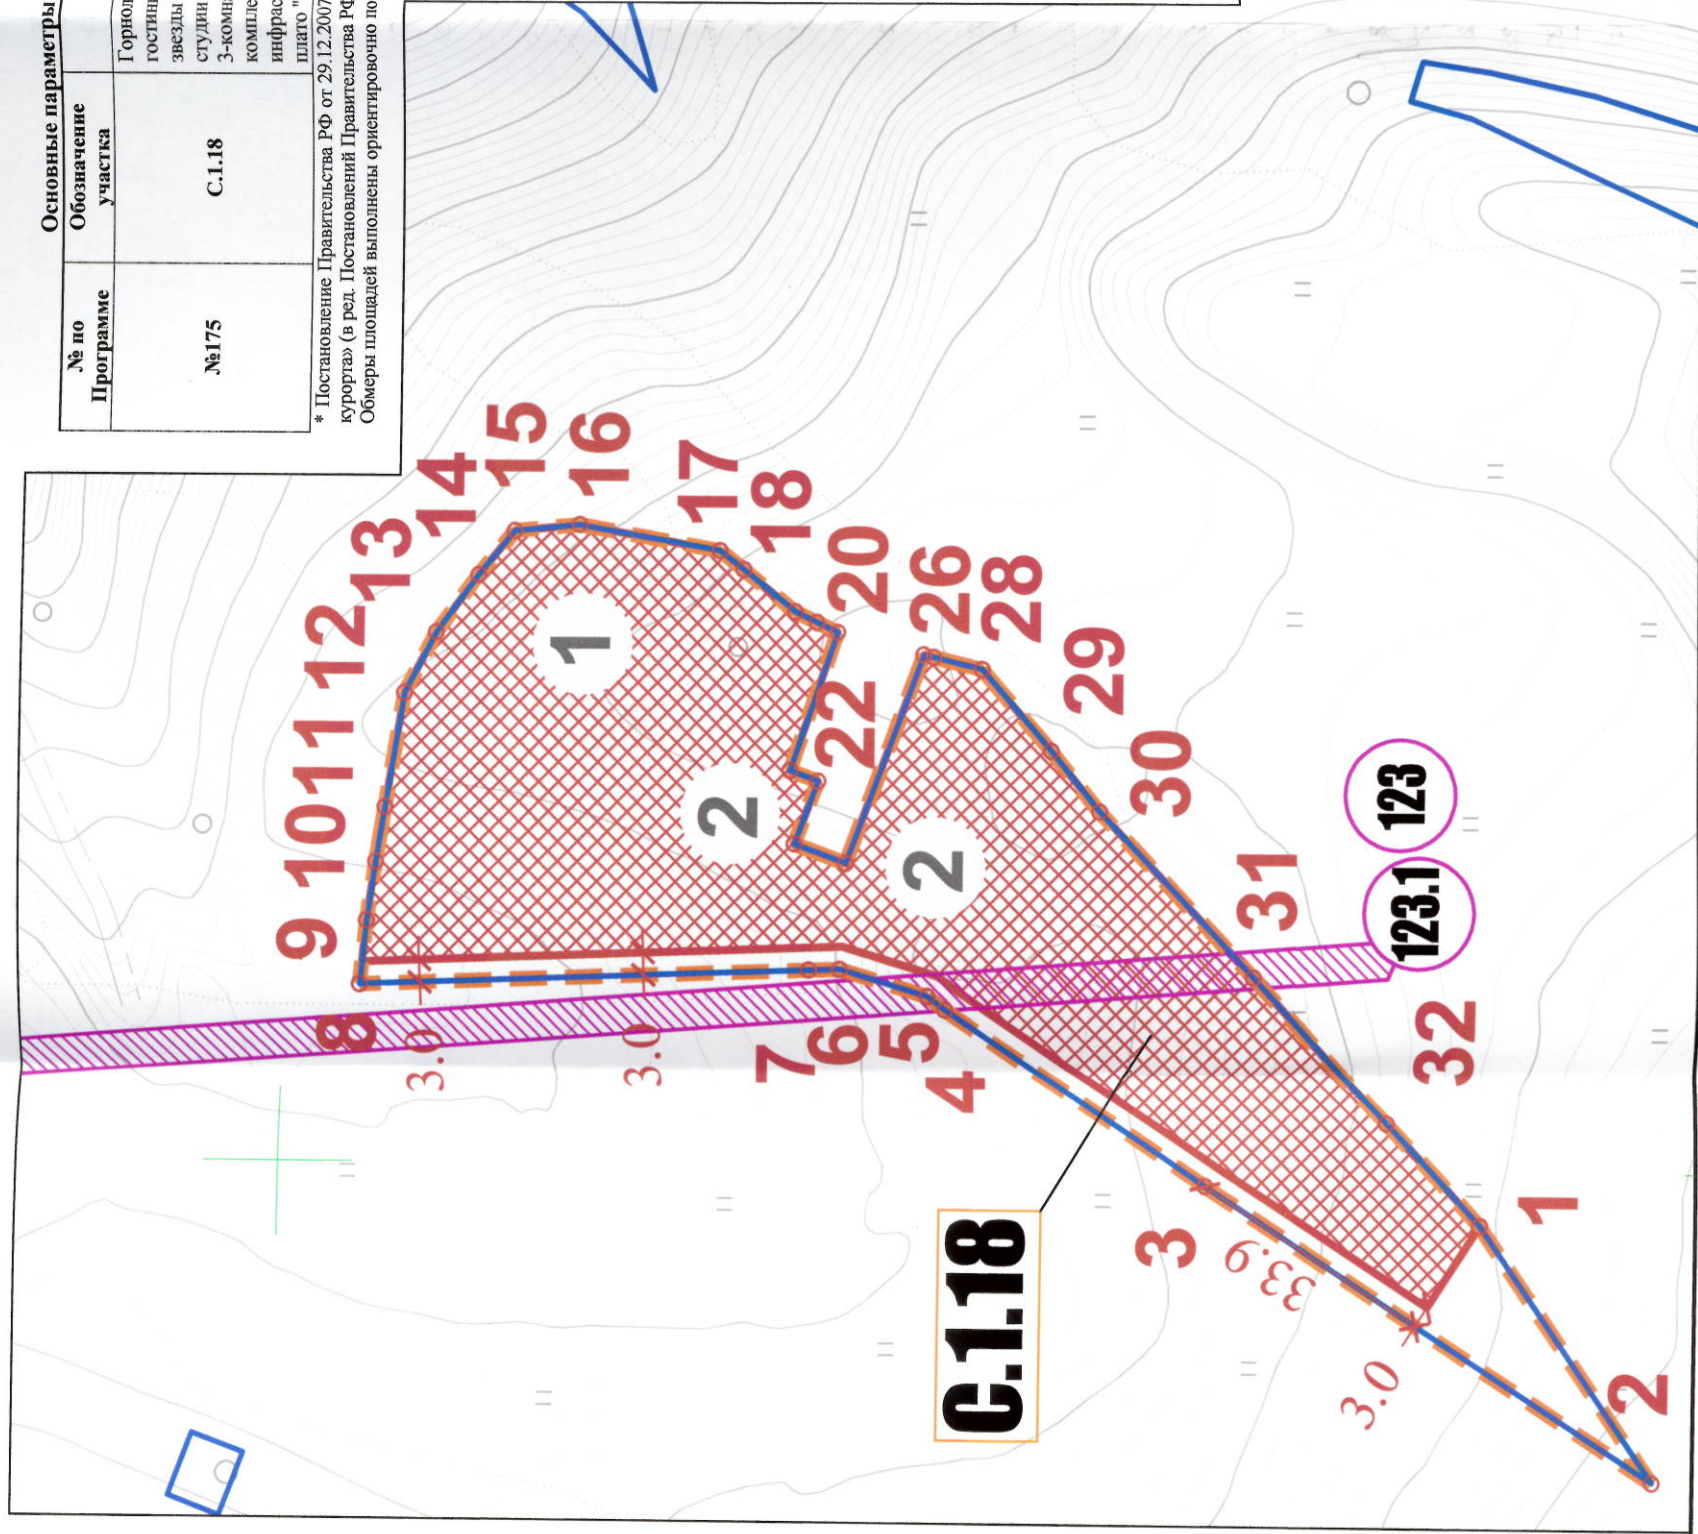 Основные параметры
№ по Программе
Обозначение участка
№175
С.1.18
Горнол
гостини
звезды
студии
3-комна
компле
инфрас
плато "
* Постановление Правительства РФ от 29.12.2007
курорта» (в ред. Постановлений Правительства РФ
Обмеры площадей выполнены ориентировочно по
15
14
16
13
17
18
12
20
26
28
11
22
29
10
30
9
31
8
7
6
5
4
32
3
1
2
1
2
2
3.0
3.0
33.9
3.0
123
123.1
С.1.18